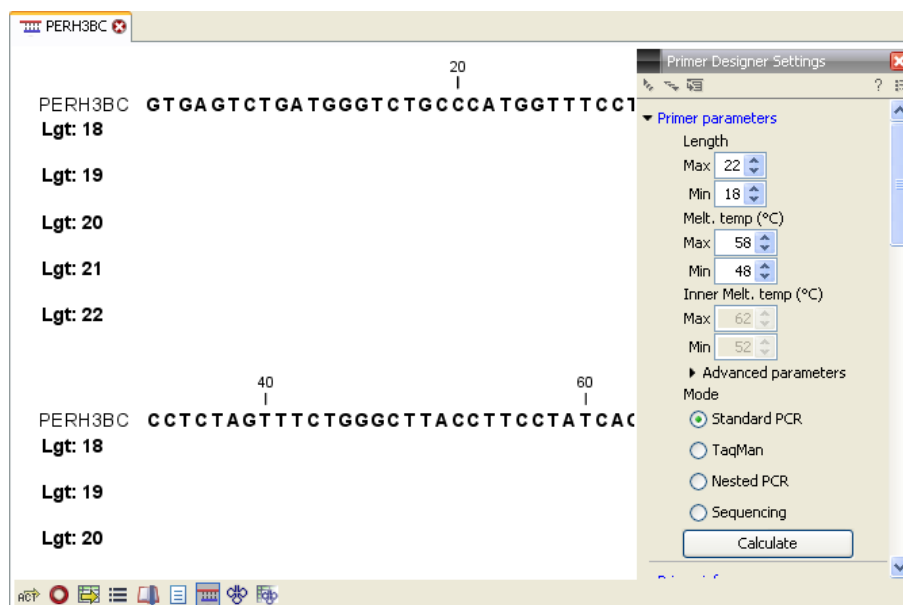 PERH3BC
20
PERH3BC GTGAGTCTGATGGGTCTGCCCATGGTTTCCT
Lgt: 18
Lgt: 19
Lgt: 20
Lgt: 21
Lgt: 22
40 60
PERH3BC CCTCTAGTTTCTGGGCTTACCTTCCTATCAC
Lgt: 18
Lgt: 19
Lgt: 20
Primer Designer Settings
?
Primer parameters
Length
Max 22
Min 18
Melt. temp (°C)
Max 58
Min 48
Inner Melt. temp (°C)
Max 62
Min 52
Advanced parameters
Mode
Standard PCR
TaqMan
Nested PCR
Sequencing
Calculate
ACT